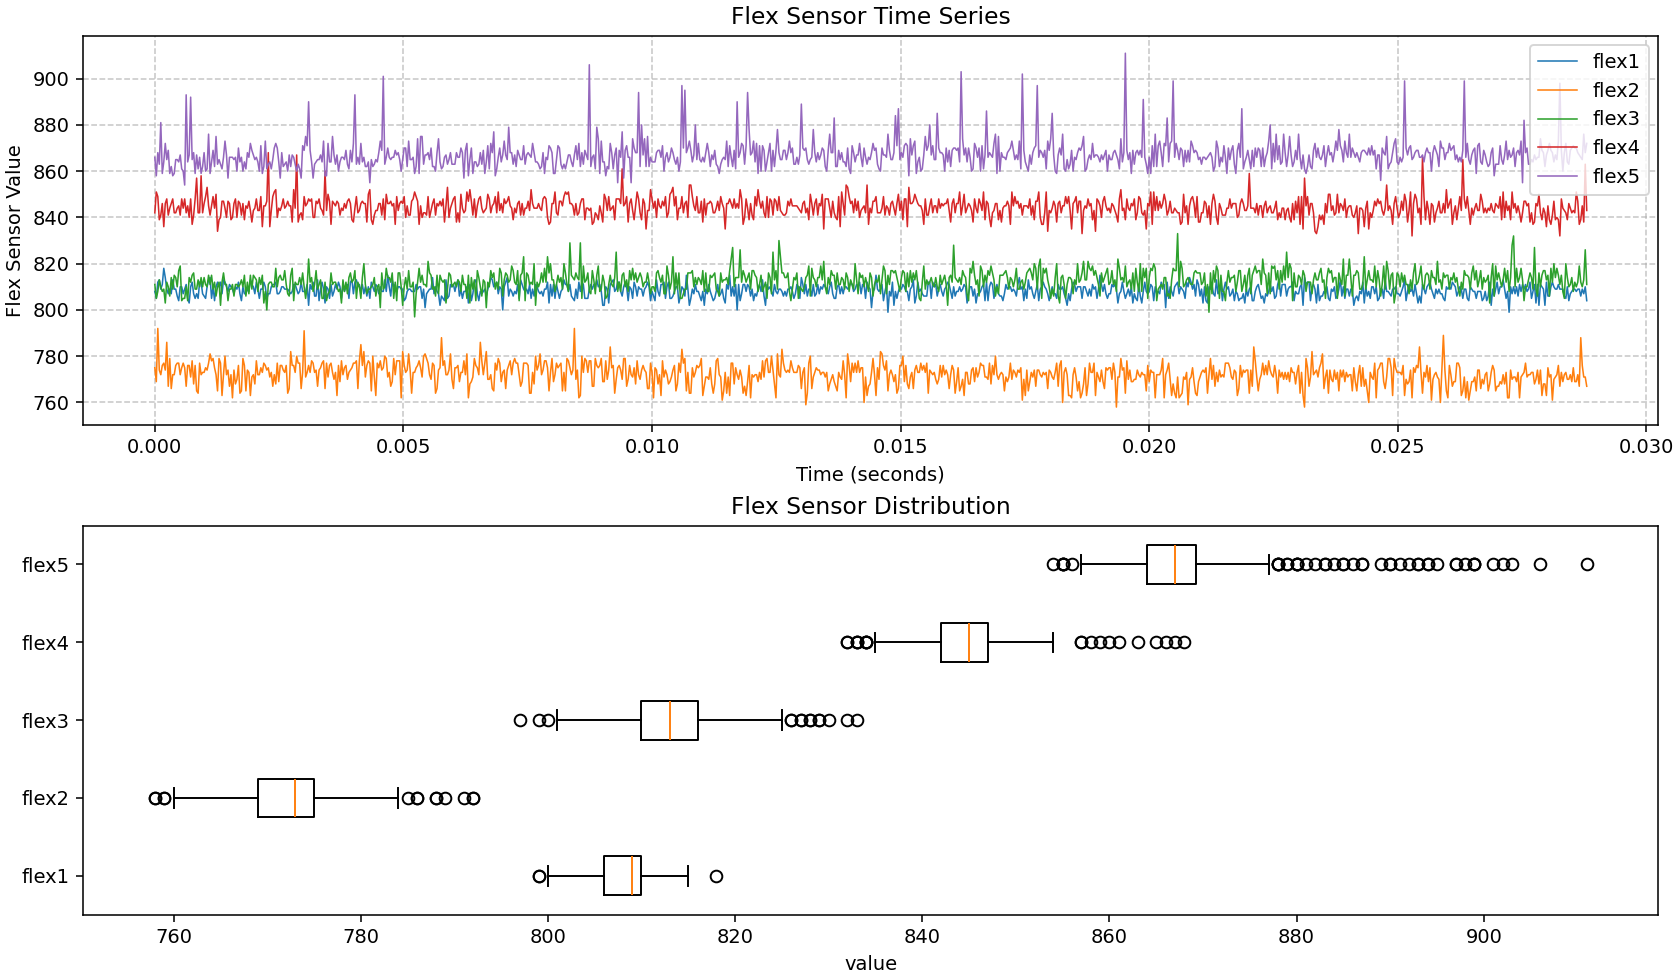 Flex Sensor Time Series
Flex Sensor Value
900
880
860
840
820
800
780
760
flex1
flex2
flex3
flex4
flex5
0.000 0.005 0.010 0.015 0.020 0.025 0.030
Time (seconds)
Flex Sensor Distribution
flex5
flex4
flex3
flex2
flex1
760 780 800 820 840 860 880 900
value